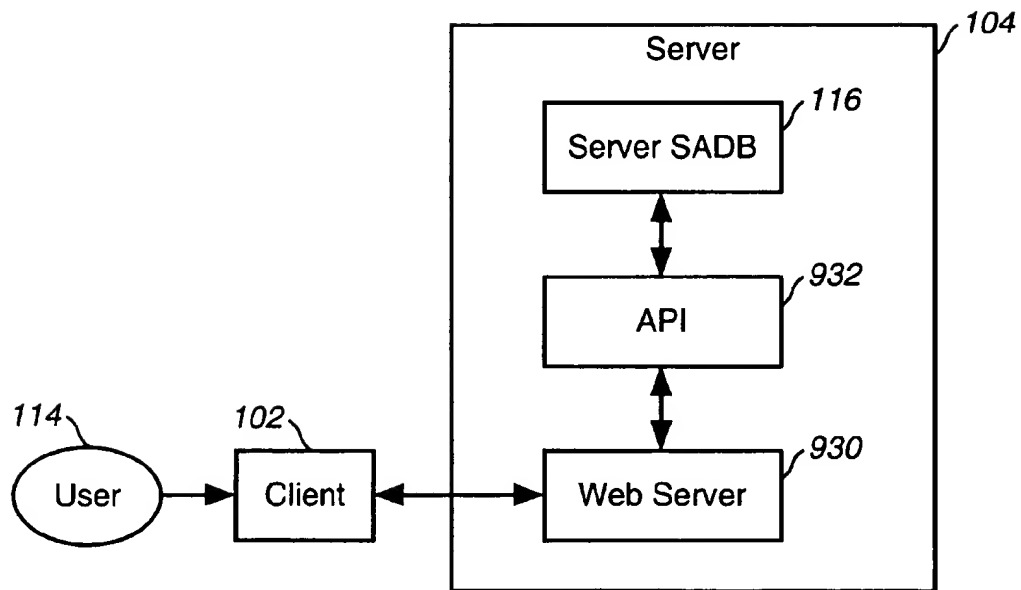 104
Server
116
Server SADB
932
API
114
102
930
User
Client
Web Server